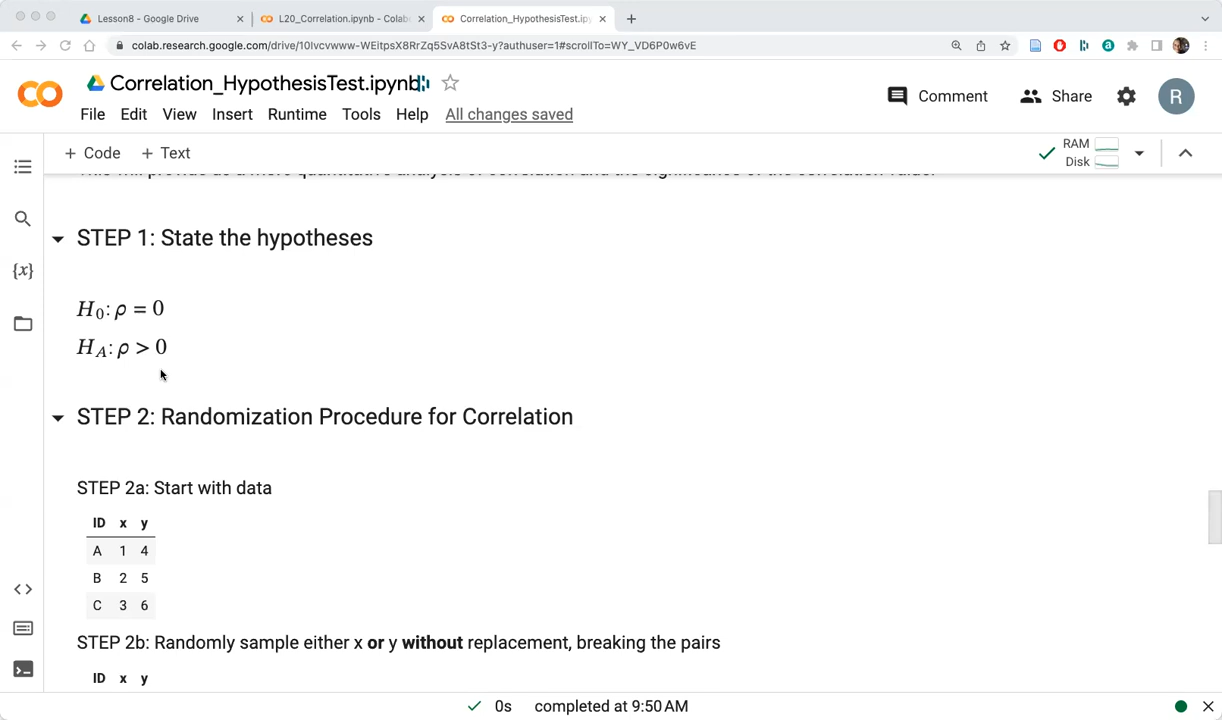 Lesson8 - Google Drive
L20_Correlation.ipynb - Colab
Correlation_HypothesisTest.ip
colab.research.google.com/drive/10Ivcvwww-WEitpsX8RrZq5SvA8tSt3-y?authuser=1#scrollTo=WY_VD6P0w6vE
Correlation_HypothesisTest.ipynb
Comment
Share
R
File Edit View Insert Runtime Tools Help All changes saved
+ Code + Text
RAM
Disk
STEP 1: State the hypotheses
H₀: ρ = 0
H_A: ρ > 0
STEP 2: Randomization Procedure for Correlation
STEP 2a: Start with data
ID x y
A 1 4
B 2 5
C 3 6
STEP 2b: Randomly sample either x or y without replacement, breaking the pairs
ID x y
0s completed at 9:50 AM